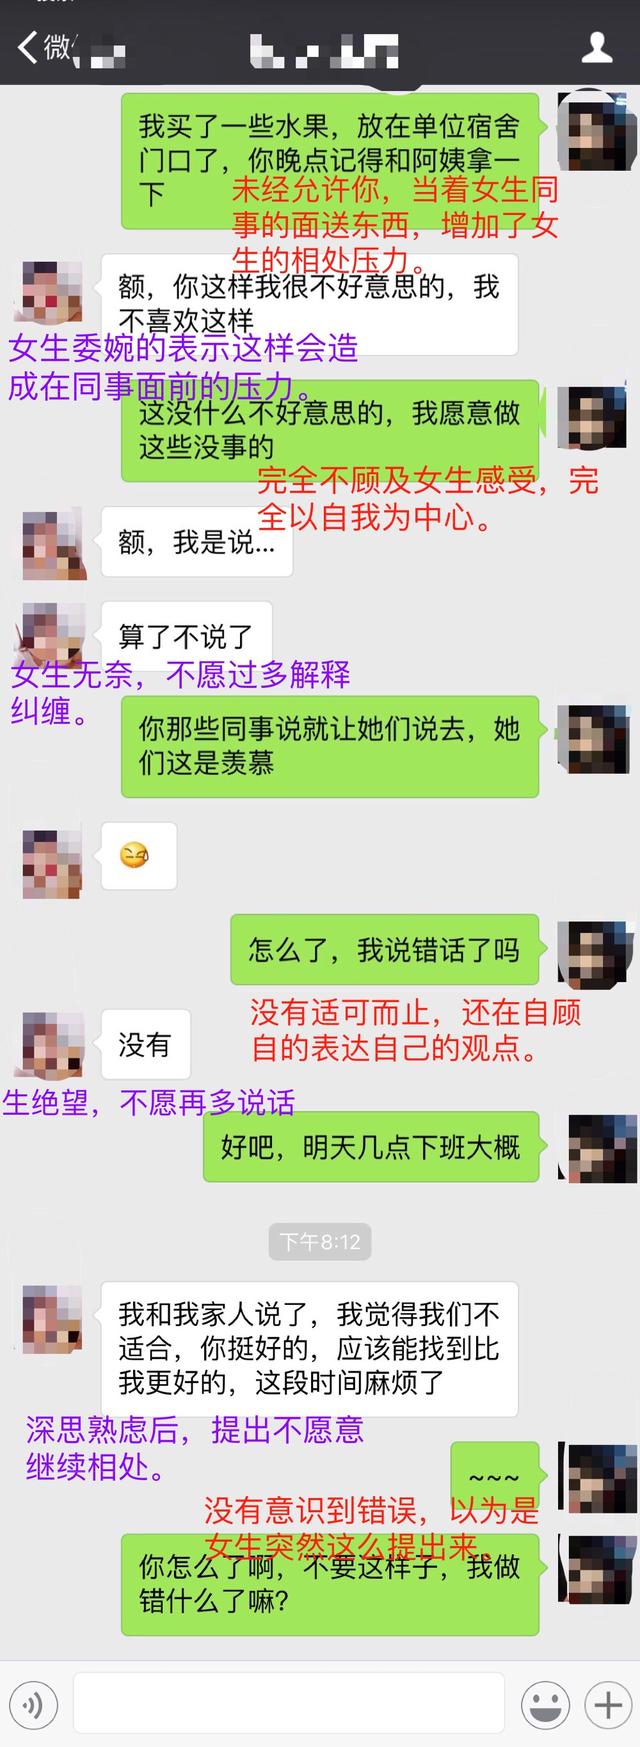 微
我买了一些水果，放在单位宿舍
门口了，你晚点记得和阿姨拿一
下
未经允许你，当着女生同
事的面送东西，增加了女
生的相处压力。
额，你这样我很不好意思的，我
不喜欢这样
女生委婉的表示这样会造
成在同事面前的压力。
这没什么不好意思的，我愿意做
这些没事的
完全不顾及女生感受，完
全以自我为中心。
额，我是说...
算了不说了
女生无奈，不愿过多解释
纠缠。
你那些同事说就让她们说去，她
们这是羡慕
怎么了，我说错话了吗
没有适可而止，还在自顾
自的表达自己的观点。
没有
生绝望，不愿再多说话
好吧，明天几点下班大概
下午8:12
我和我家人说了，我觉得我们不
适合，你挺好的，应该能找到比
我更好的，这段时间麻烦了
深思熟虑后，提出不愿意
继续相处。
~~~
没有意识到错误，以为是
女生突然这么提出来。
你怎么了啊，不要这样子，我做
错什么了嘛？